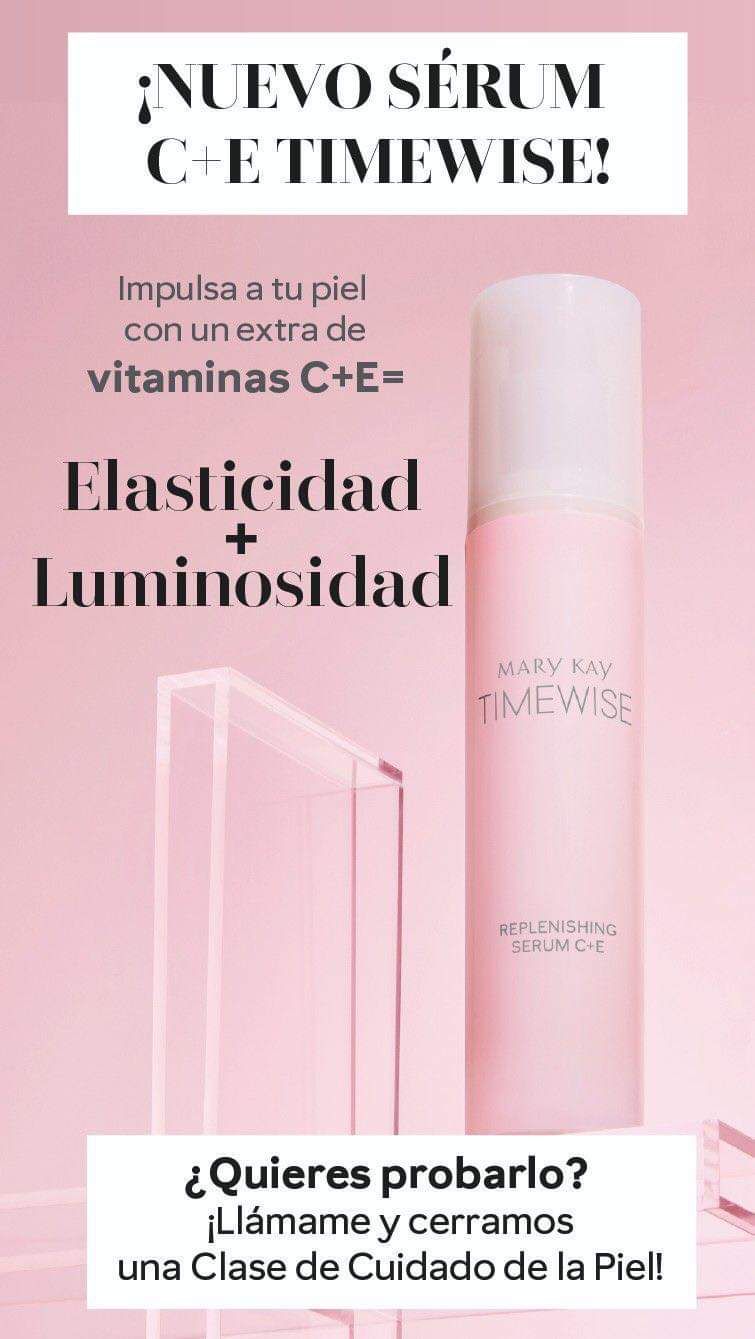 ¡NUEVO SÉRUM
C+E TIMEWISE!
Impulsa a tu piel
con un extra de
vitaminas C+E=
Elasticidad
+
Luminosidad
MARY KAY
TIMEWISE
REPLENISHING
SERUM C+E
¿Quieres probarlo?
¡Llámame y cerramos
una Clase de Cuidado de la Piel!